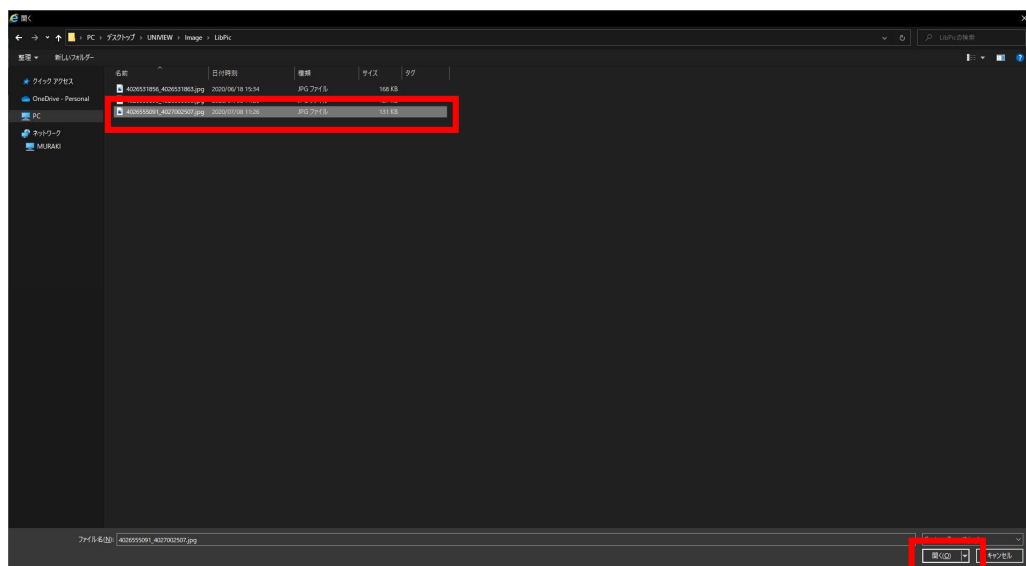 開く
PC › デスクトップ › UNIVIEW › Image › LibPic
LibPicの検索
整理 新しいフォルダー
名前 日付時刻 種類 サイズ タグ
クイック アクセス
4026531856_4026531863.jpg 2020/06/18 15:34 JPG ファイル 168 KB
OneDrive - Personal
PC
4026555091_4027002507.jpg 2020/07/08 13:26 JPG ファイル 131 KB
ネットワーク
MURAKI
ファイル名(N): 4026555091_4027002507.jpg
開く(O) キャンセル